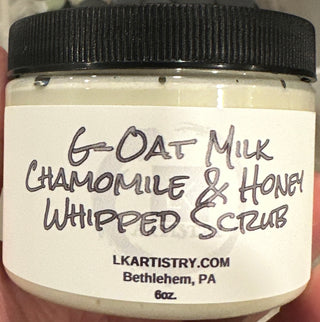 G-Oat Milk
Chamomile & Honey
Whipped Scrub
LKARTISTRY.COM
Bethlehem, PA
6oz.